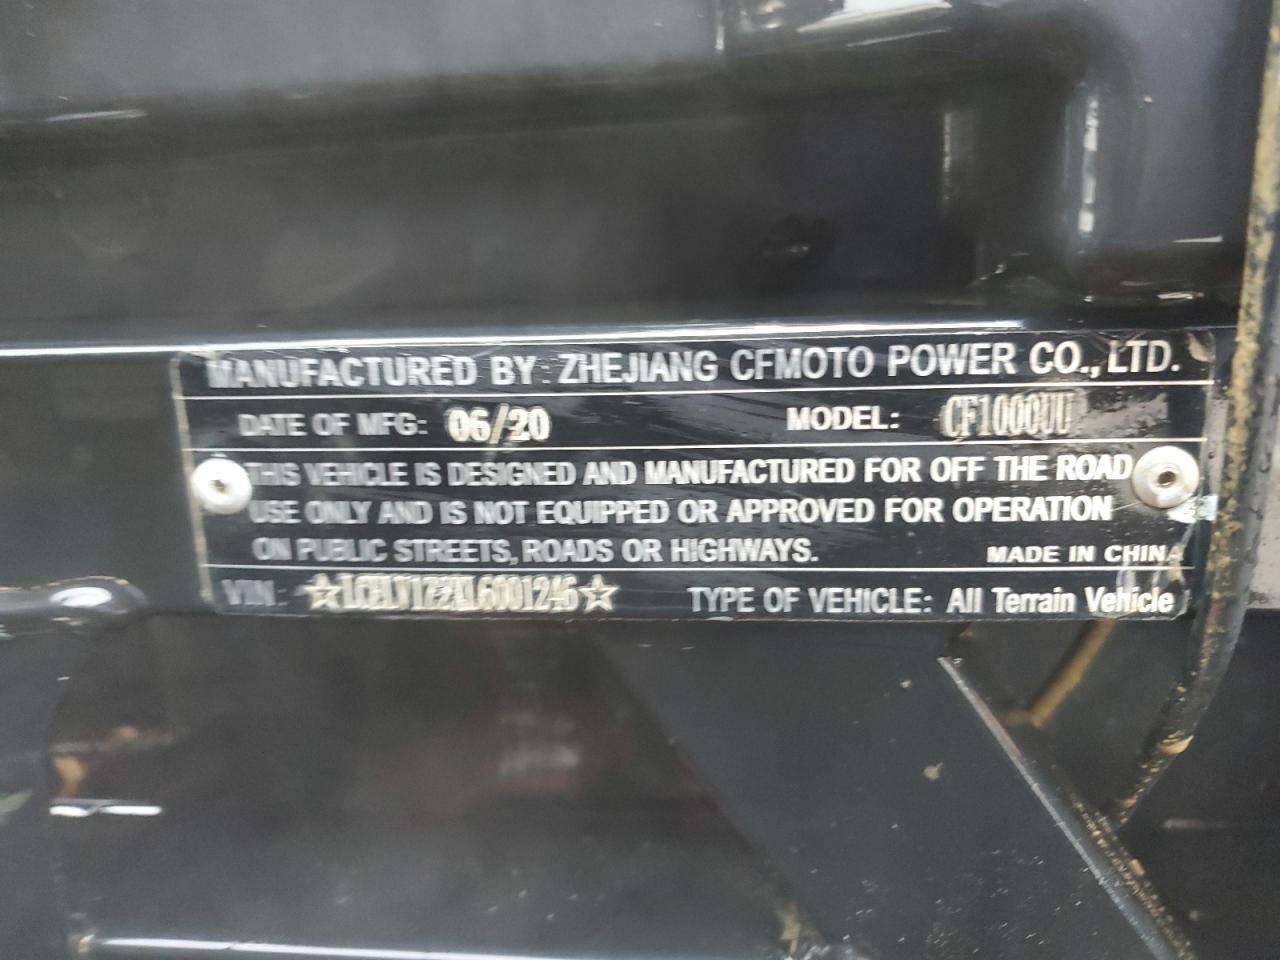 MANUFACTURED BY: ZHEJIANG CFMOTO POWER CO.,LTD.
DATE OF MFG: 06/20 MODEL: CF1000UU
THIS VEHICLE IS DESIGNED AND MANUFACTURED FOR OFF THE ROAD
USE ONLY AND IS NOT EQUIPPED OR APPROVED FOR OPERATION
ON PUBLIC STREETS, ROADS OR HIGHWAYS. MADE IN CHINA
VIN: TYPE OF VEHICLE: All Terrain Vehicle